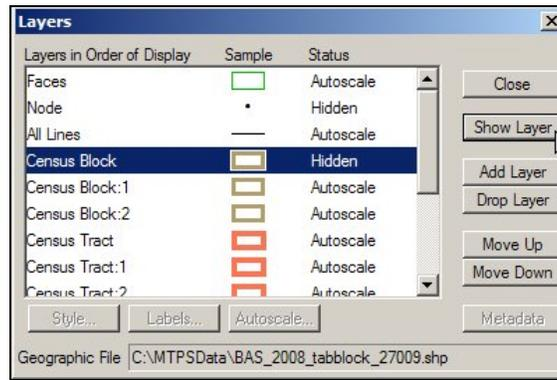 Layers
Layers in Order of Display Sample Status
Faces Autoscale
Node Hidden
All Lines Autoscale
Census Block Hidden
Census Block:1 Autoscale
Census Block:2 Autoscale
Census Tract Autoscale
Census Tract:1 Autoscale
Census Tract:2 Autoscale
Close
Show Layer
Add Layer
Drop Layer
Move Up
Move Down
Style... Labels... Autoscale... Metadata
Geographic File C:\MTPSData\BAS_2008_tabblock_27009.shp